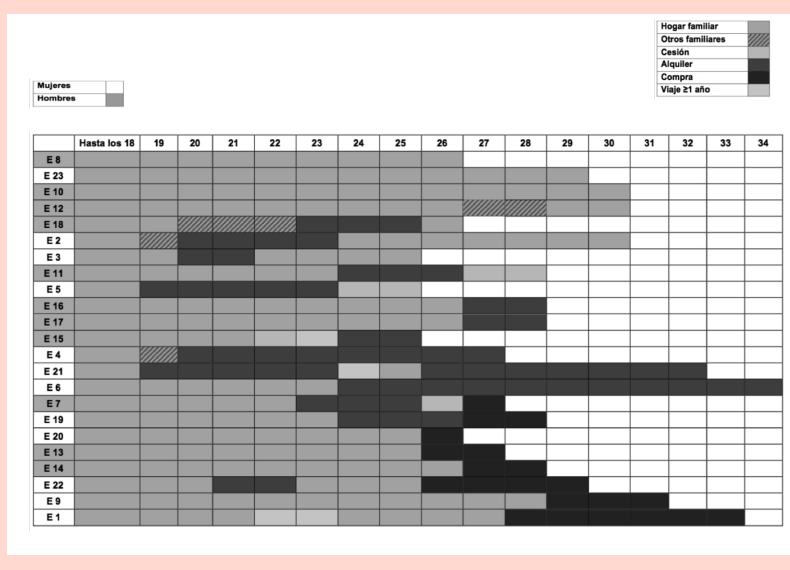 Hogar familiar
Otros familiares
Cesión
Alquiler
Compra
Viaje ≥1 año
Mujeres
Hombres
Hasta los 18 19 20 21 22 23 24 25 26 27 28 29 30 31 32 33 34
E 8
E 23
E 10
E 12
E 18
E 2
E 3
E 11
E 5
E 16
E 17
E 15
E 4
E 21
E 6
E 7
E 19
E 20
E 13
E 14
E 22
E 9
E 1